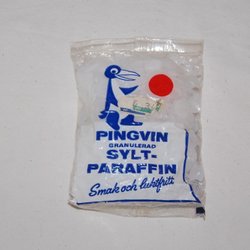 PINGVIN
GRANULERAD
SYLT-
PARAFFIN
Smak och luktfritt